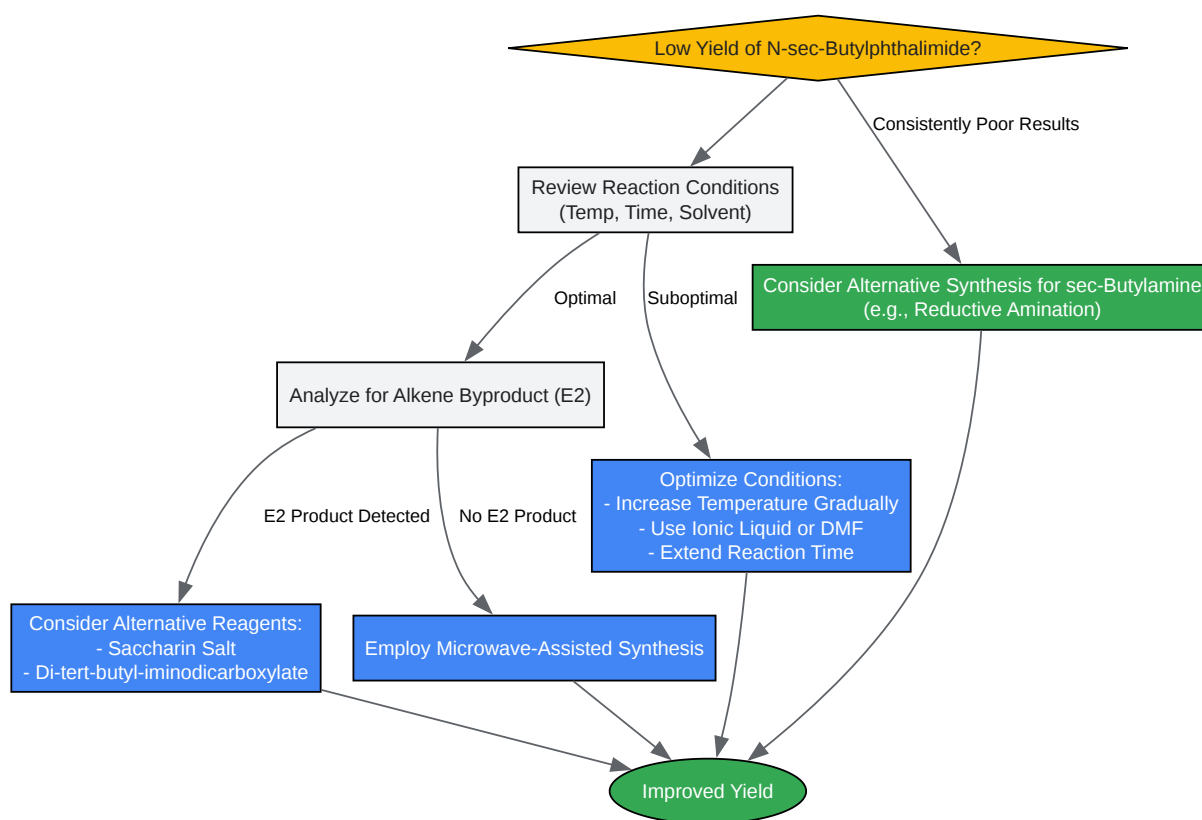 Low Yield of N-sec-Butylphthalimide?
Consistently Poor Results
Review Reaction Conditions
(Temp, Time, Solvent)
Consider Alternative Synthesis for sec-Butylamine
(e.g., Reductive Amination)
Optimal
Suboptimal
Analyze for Alkene Byproduct (E2)
Optimize Conditions:
- Increase Temperature Gradually
- Use Ionic Liquid or DMF
- Extend Reaction Time
E2 Product Detected
No E2 Product
Consider Alternative Reagents:
- Saccharin Salt
- Di-tert-butyl-iminodicarboxylate
Employ Microwave-Assisted Synthesis
Improved Yield